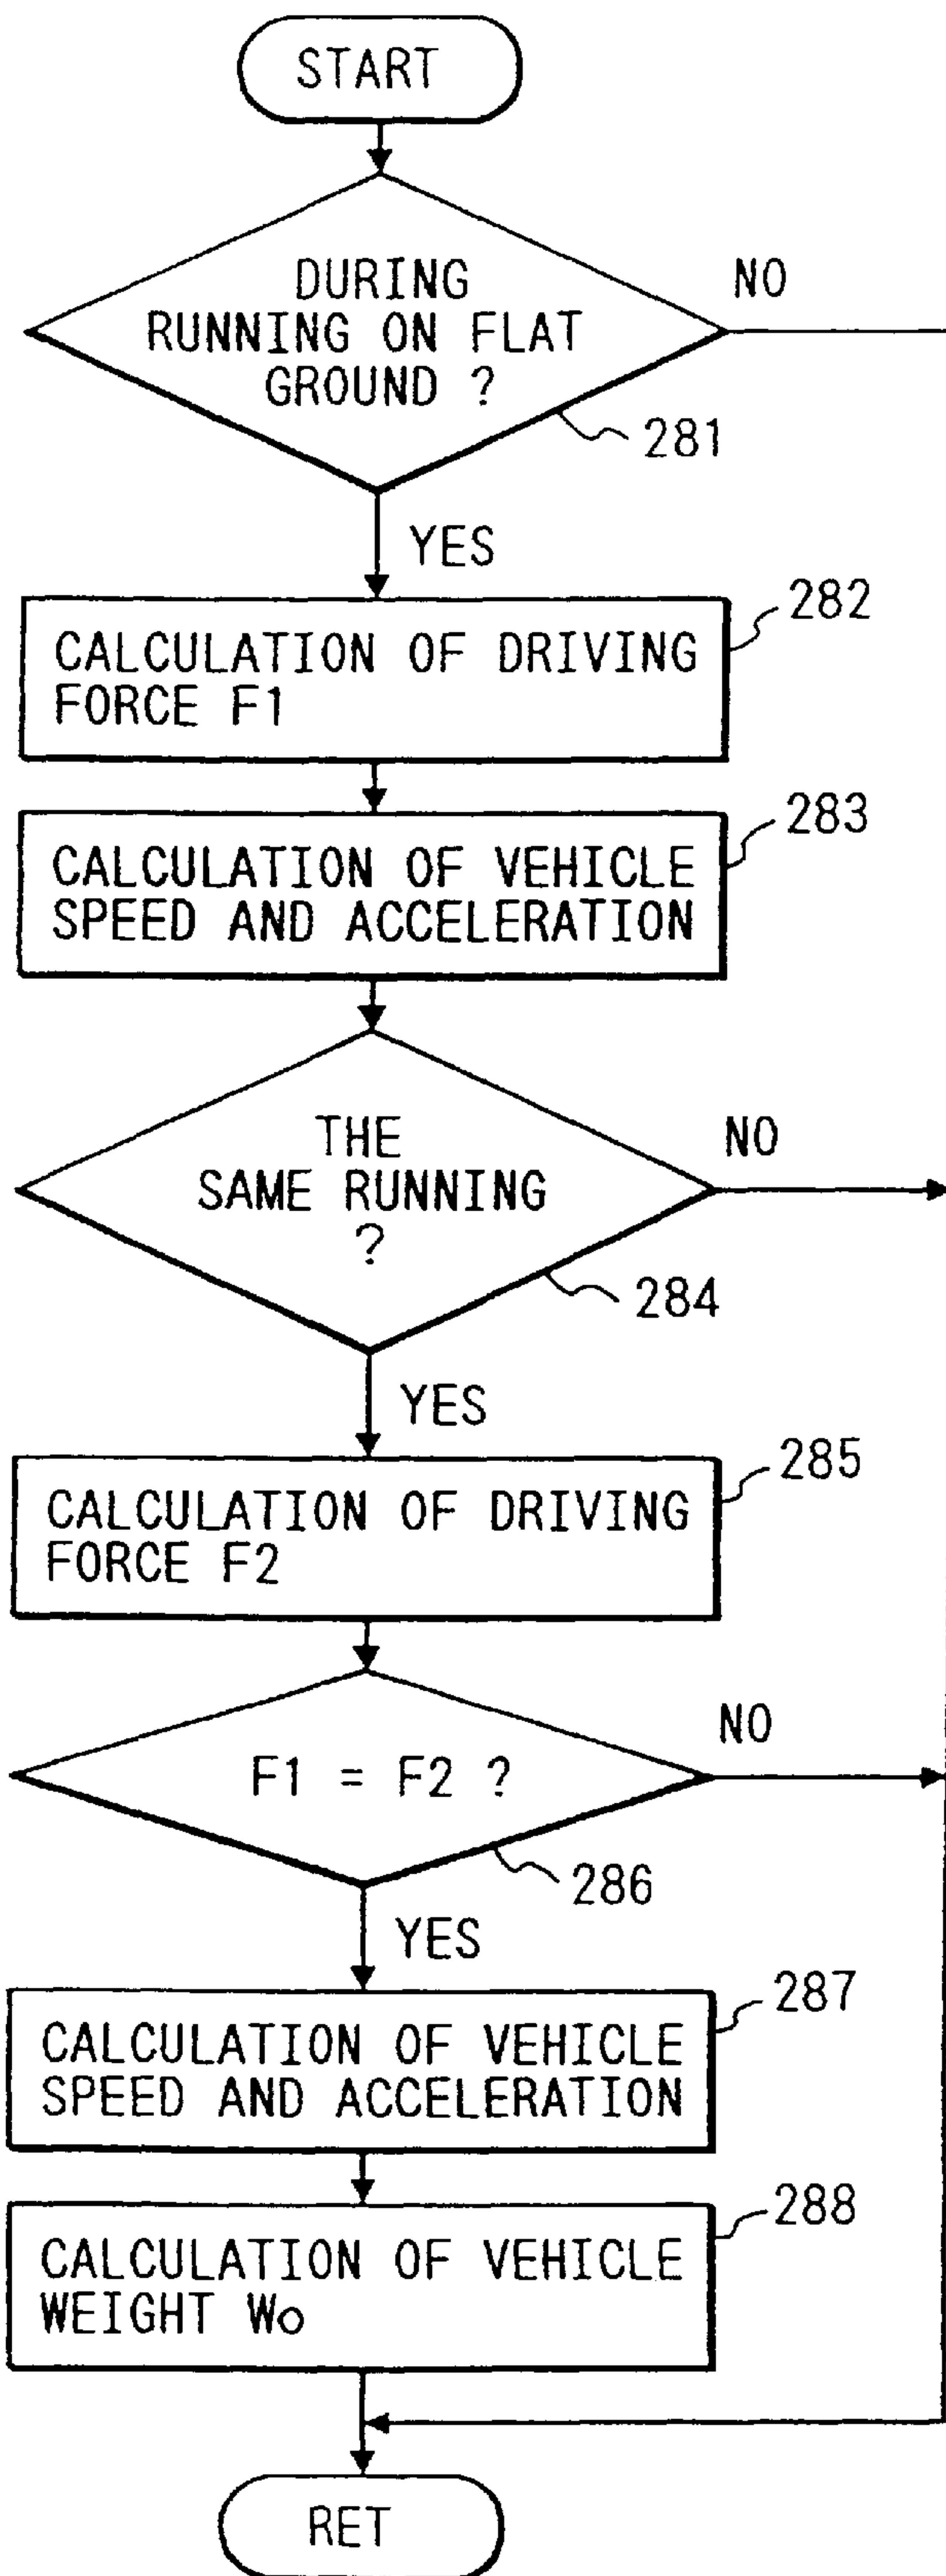 START
DURING
RUNNING ON FLAT
GROUND ?
NO
281
YES
282
CALCULATION OF DRIVING
FORCE F1
283
CALCULATION OF VEHICLE
SPEED AND ACCELERATION
THE
SAME RUNNING
?
NO
284
YES
285
CALCULATION OF DRIVING
FORCE F2
F1 = F2 ?
NO
286
YES
287
CALCULATION OF VEHICLE
SPEED AND ACCELERATION
288
CALCULATION OF VEHICLE
WEIGHT Wo
RET